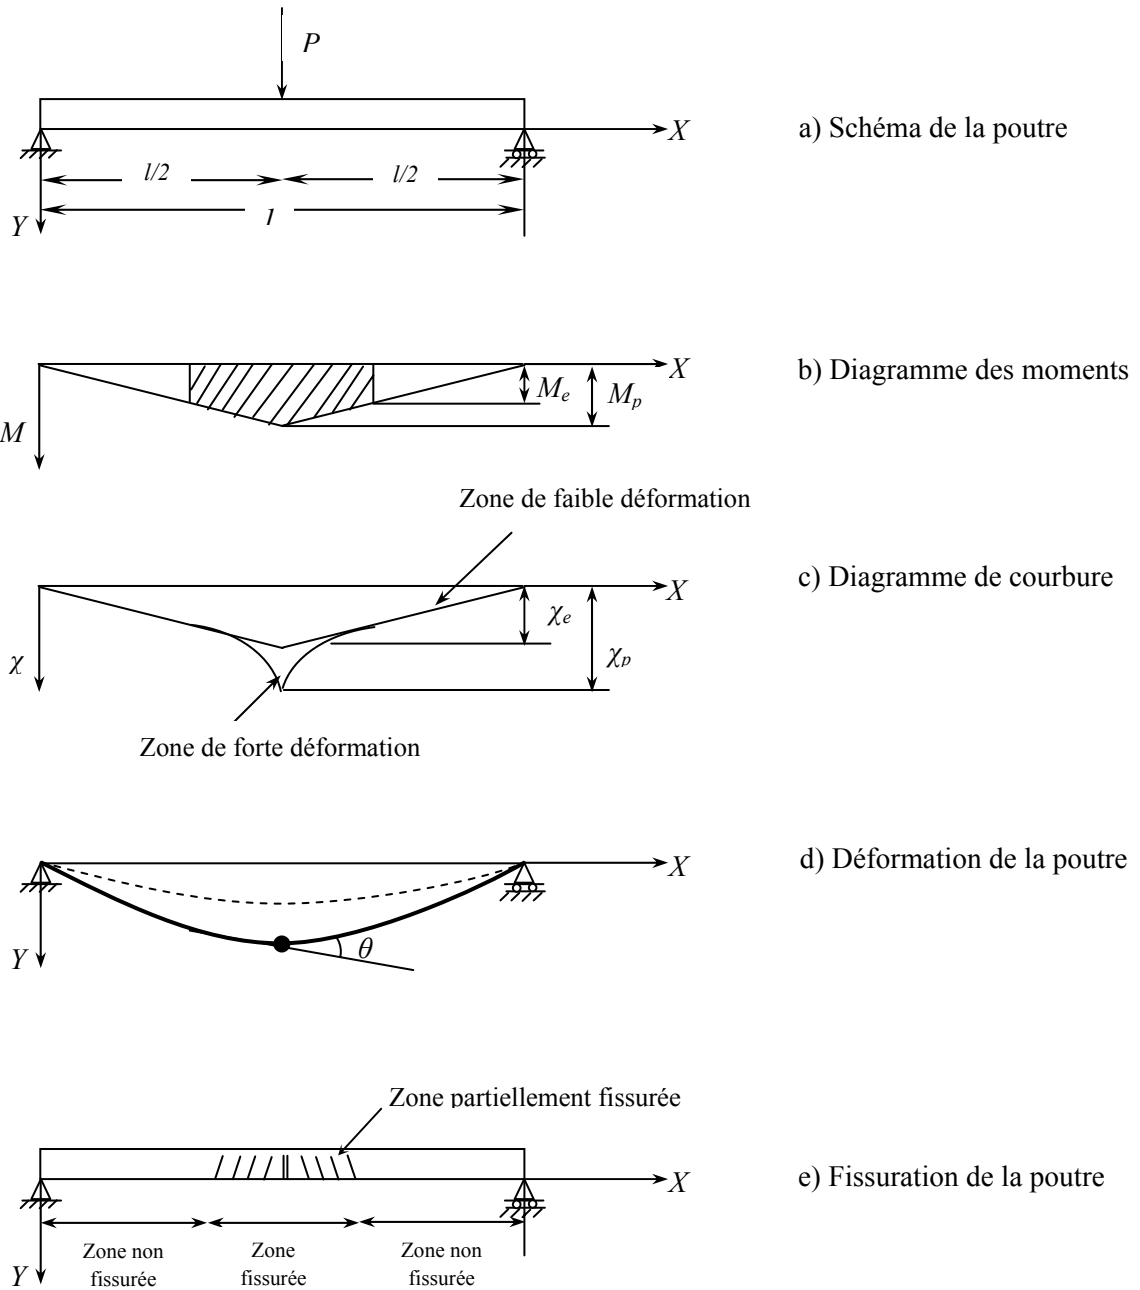 P
X
a) Schéma de la poutre
l/2
l/2
l
Y
X
b) Diagramme des moments
M
Me
Mp
Zone de faible déformation
X
c) Diagramme de courbure
χ
χe
χp
Zone de forte déformation
X
d) Déformation de la poutre
Y
θ
Zone partiellement fissurée
X
e) Fissuration de la poutre
Zone non
fissurée
Zone
fissurée
Zone non
fissurée
Y